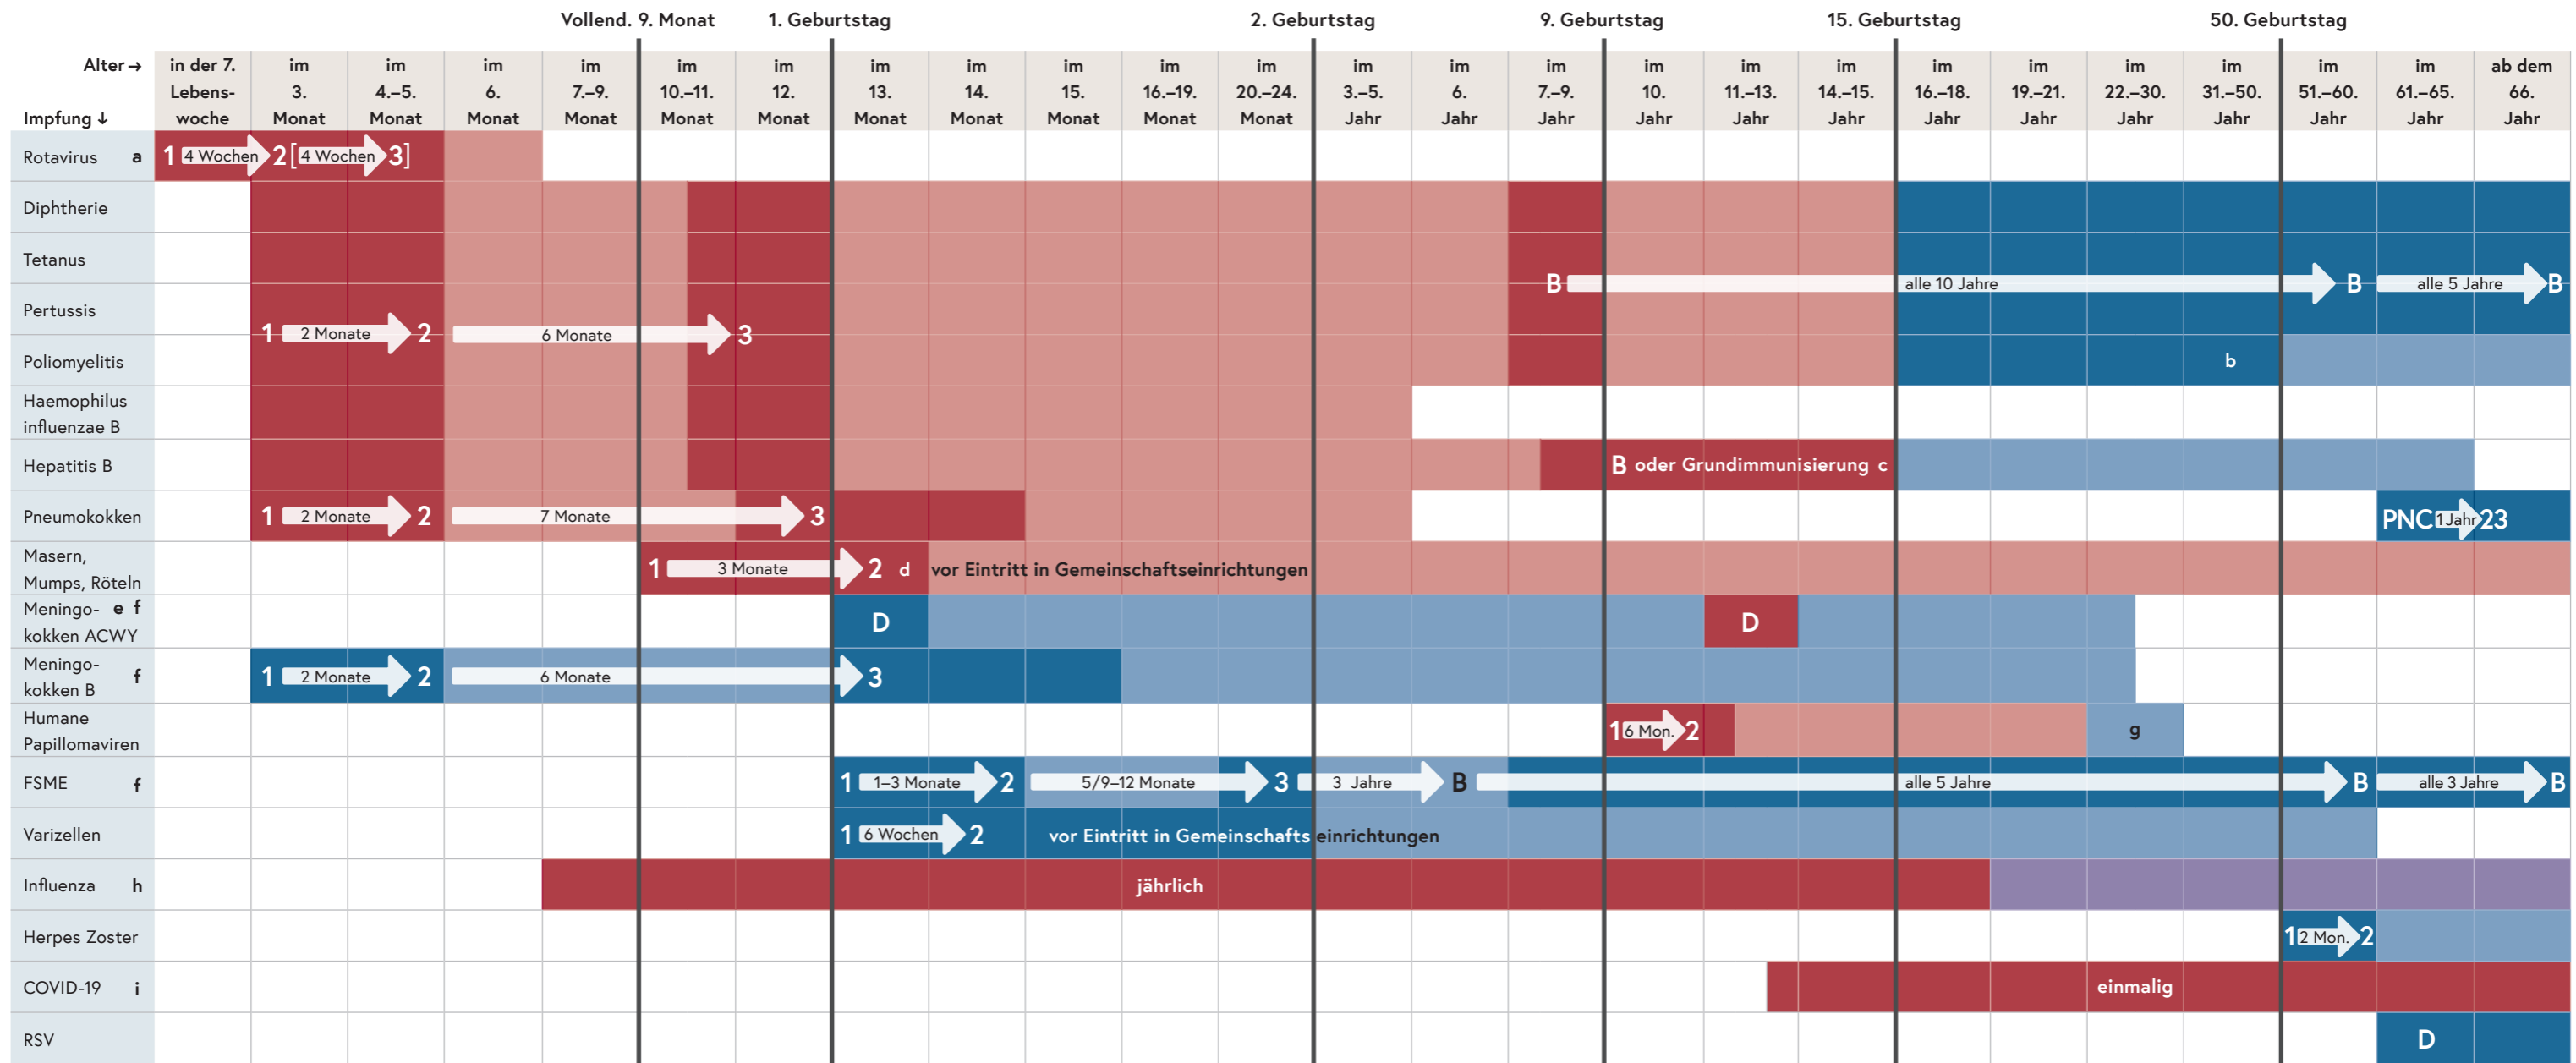 Vollend. 9. Monat 1. Geburtstag 2. Geburtstag 9. Geburtstag 15. Geburtstag 50. Geburtstag
Alter→
Impfung ↓
in der 7.
Lebens-
woche
im
3.
Monat
im
4.–5.
Monat
im
6.
Monat
im
7.–9.
Monat
im
10.–11.
Monat
im
12.
Monat
im
13.
Monat
im
14.
Monat
im
15.
Monat
im
16.–19.
Monat
im
20.–24.
Monat
im
3.–5.
Jahr
im
6.
Jahr
im
7.–9.
Jahr
im
10.
Jahr
im
11.–13.
Jahr
im
14.–15.
Jahr
im
16.–18.
Jahr
im
19.–21.
Jahr
im
22.–30.
Jahr
im
31.–50.
Jahr
im
51.–60.
Jahr
im
61.–65.
Jahr
ab dem
66.
Jahr
Rotavirus a 1 4 Wochen 2 [4 Wochen 3]
Diphtherie
Tetanus
B alle 10 Jahre B alle 5 Jahre B
Pertussis
1 2 Monate 2 6 Monate 3
Poliomyelitis b
Haemophilus
influenzae B
Hepatitis B B oder Grundimmunisierung c
Pneumokokken 1 2 Monate 2 7 Monate 3 PNC 1 Jahr 23
Masern,
Mumps, Röteln
1 3 Monate 2 d vor Eintritt in Gemeinschaftseinrichtungen
Meningo- e f
kokken ACWY
D D
Meningo-
kokken B f
1 2 Monate 2 6 Monate 3
Humane
Papillomaviren
1 6 Mon. 2 g
FSME f 1 1–3 Monate 2 5/9–12 Monate 3 3 Jahre B alle 5 Jahre B alle 3 Jahre B
Varizellen 1 6 Wochen 2 vor Eintritt in Gemeinschaftseinrichtungen
Influenza h jährlich
Herpes Zoster 1 2 Mon. 2
COVID-19 i einmalig
RSV D